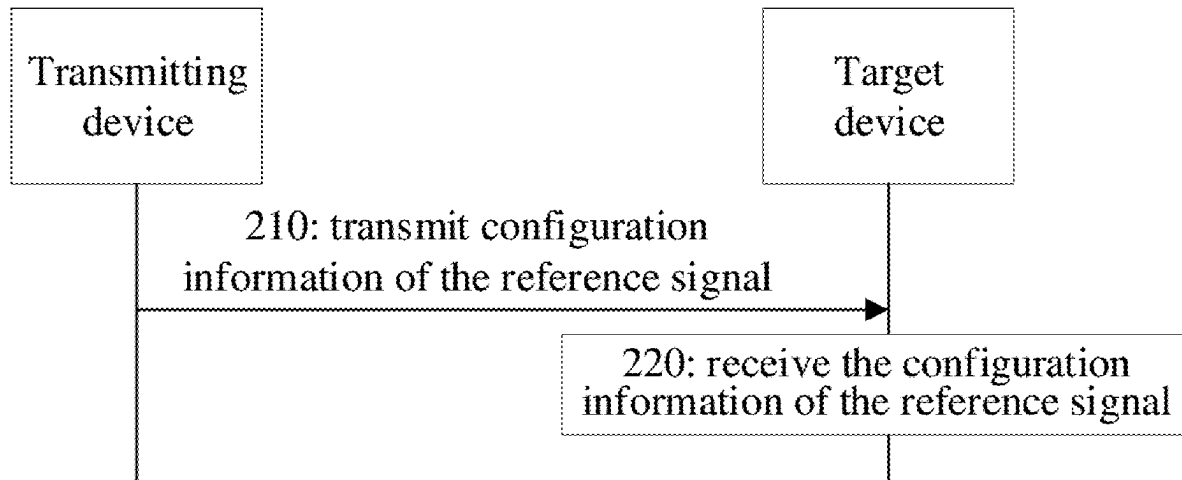 Transmitting
device
Target
device
210: transmit configuration
information of the reference signal
220: receive the configuration
information of the reference signal